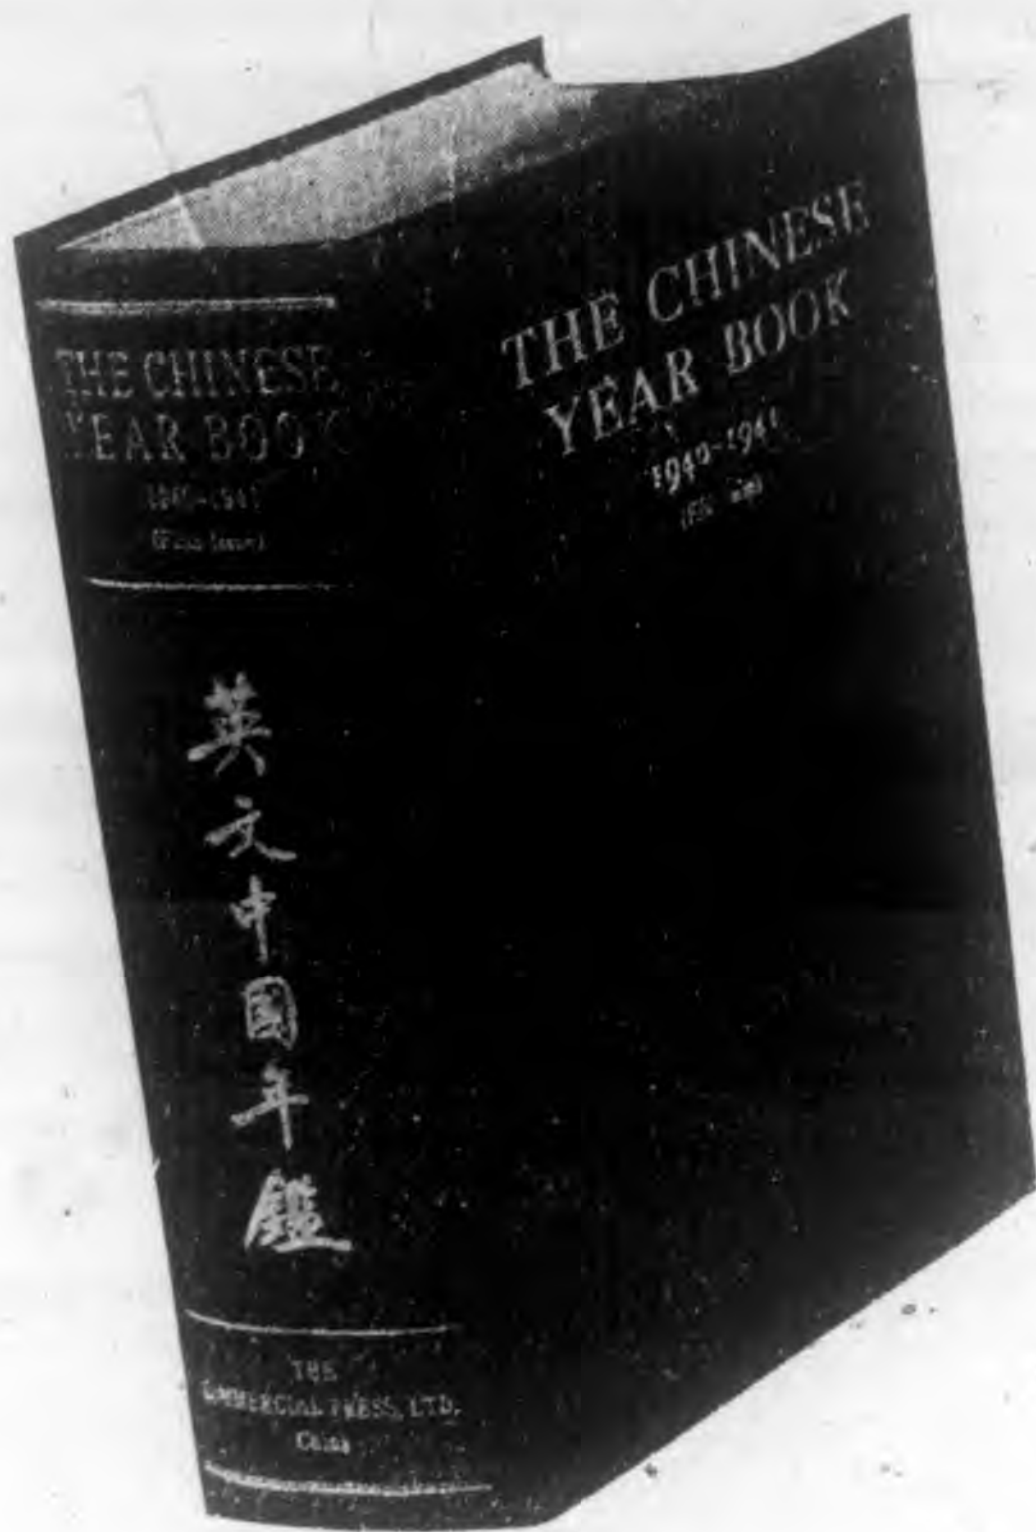 THE CHINESE
YEAR BOOK
1940-1941
英文中國年鑑
THE
COMMERCIAL PRESS, LTD.
China
THE CHINESE
YEAR BOOK
1940-1941